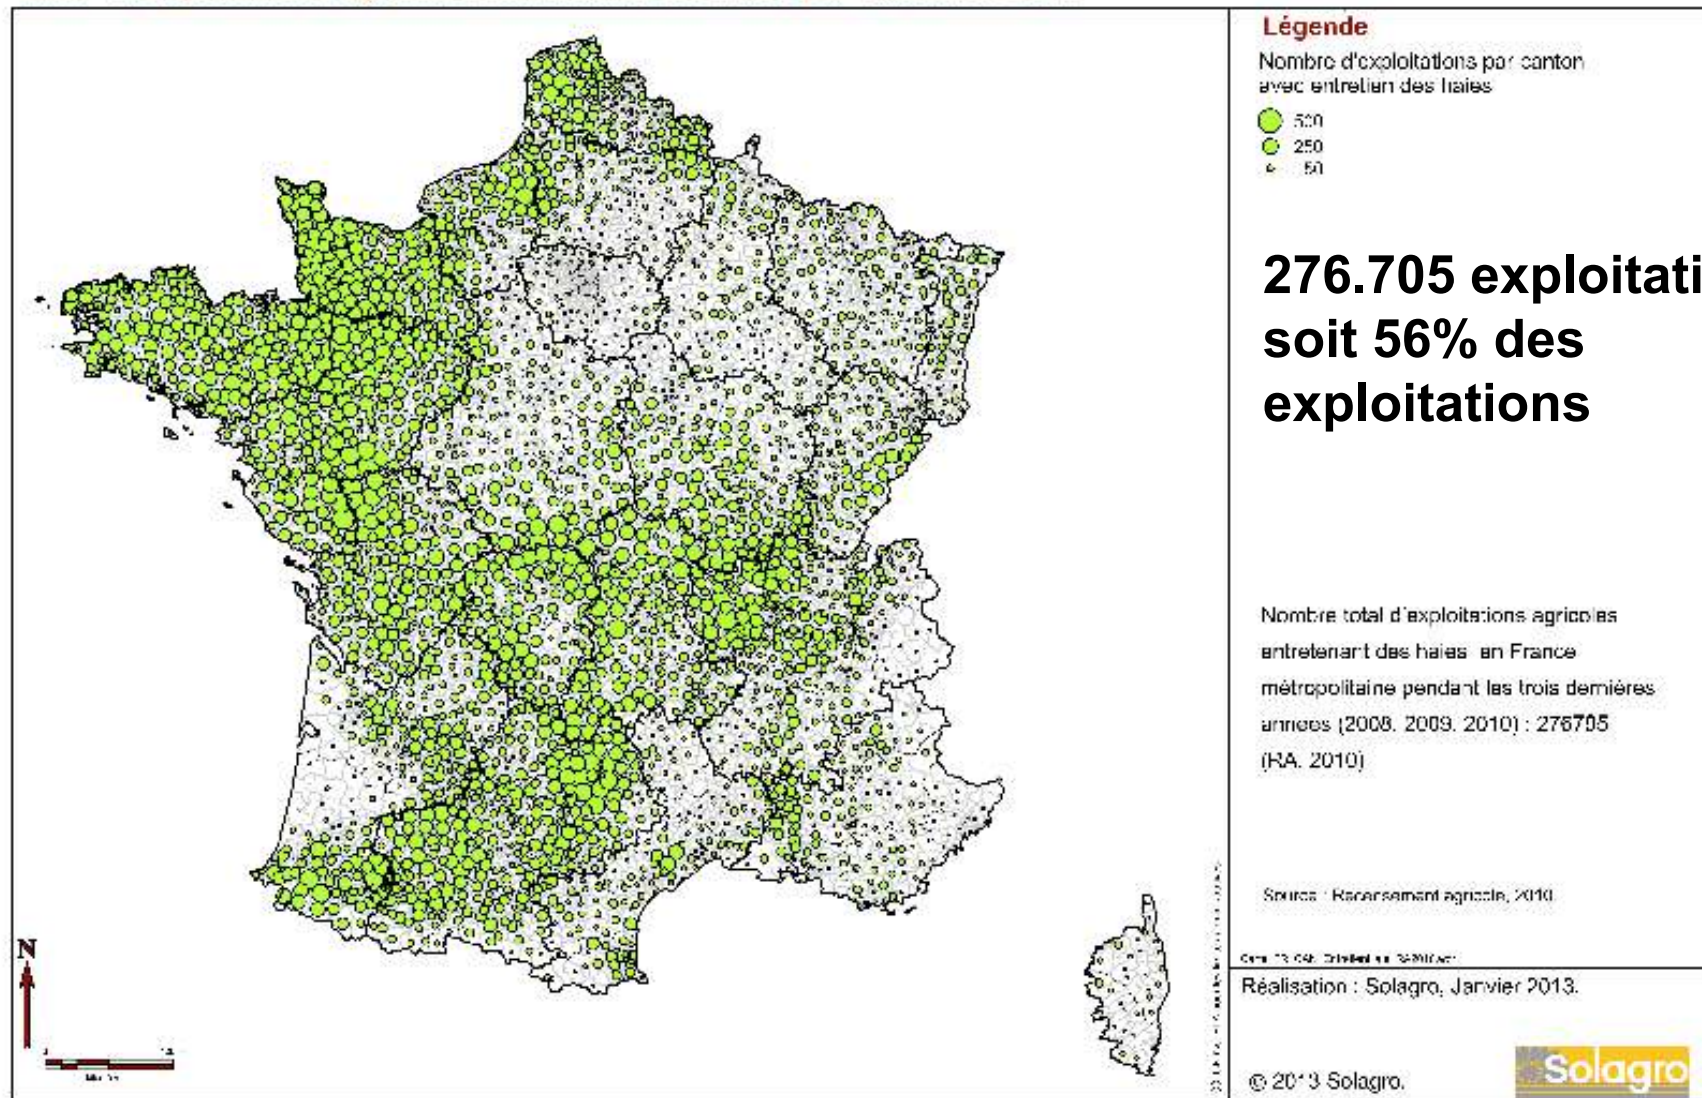 Légende
Nombre d'exploitations par canton
avec entretien des haies
500
250
50
276.705 exploitati
soit 56% des
exploitations
Nombre total d'exploitations agricoles
entretenant des haies en France
métropolitaine pendant les trois dernières
années (2008, 2009, 2010) : 276705
(RA, 2010)
Source : Recensement agricole, 2010.
Réalisation : Solagro, Janvier 2013.
© 2013 Solagro.
Solagro
N